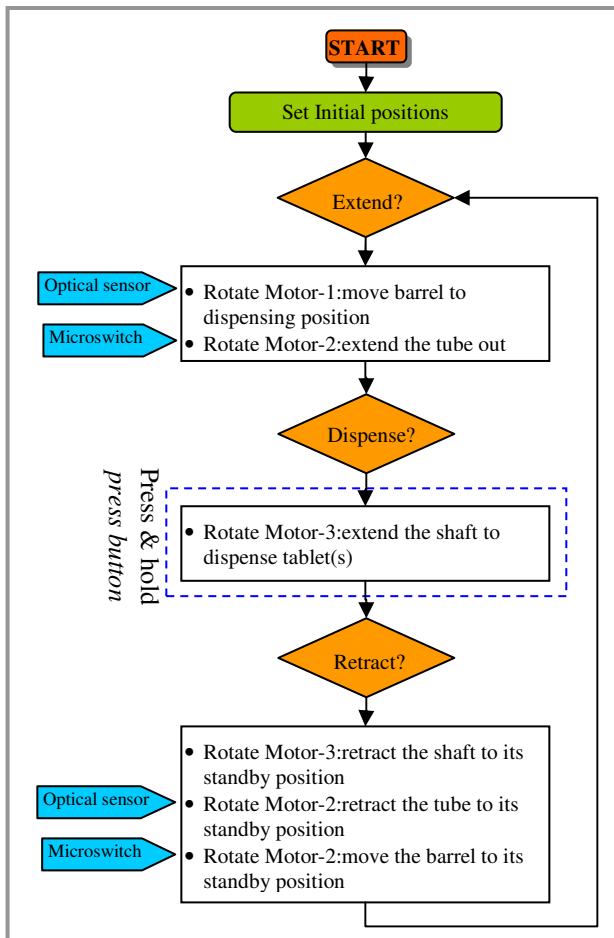 START
Set Initial positions
Extend?
Optical sensor
Microswitch
• Rotate Motor-1:move barrel to
dispensing position
• Rotate Motor-2:extend the tube out
Dispense?
Press & hold
press button
• Rotate Motor-3:extend the shaft to
dispense tablet(s)
Retract?
Optical sensor
Microswitch
• Rotate Motor-3:retract the shaft to its
standby position
• Rotate Motor-2:retract the tube to its
standby position
• Rotate Motor-2:move the barrel to its
standby position